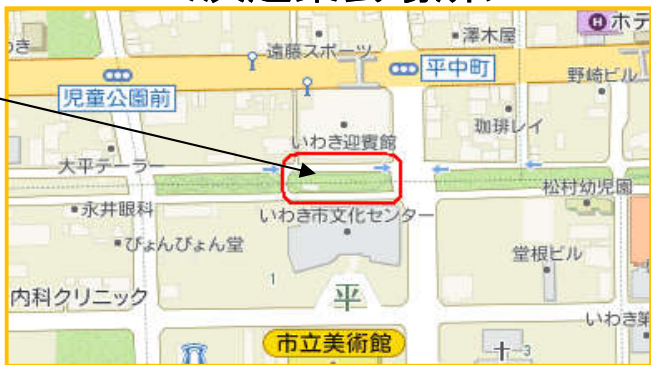 ホテ
澤木屋
遠藤スポーツ
平中町
野崎ビル
児童公園前
珈琲レイ
いわき迎賓館
大平テーラー
松村幼児園
永井眼科
いわき市文化センター
ぴょんぴょん堂
堂根ビル
1
内科クリニック
平
いわき第
市立美術館
3